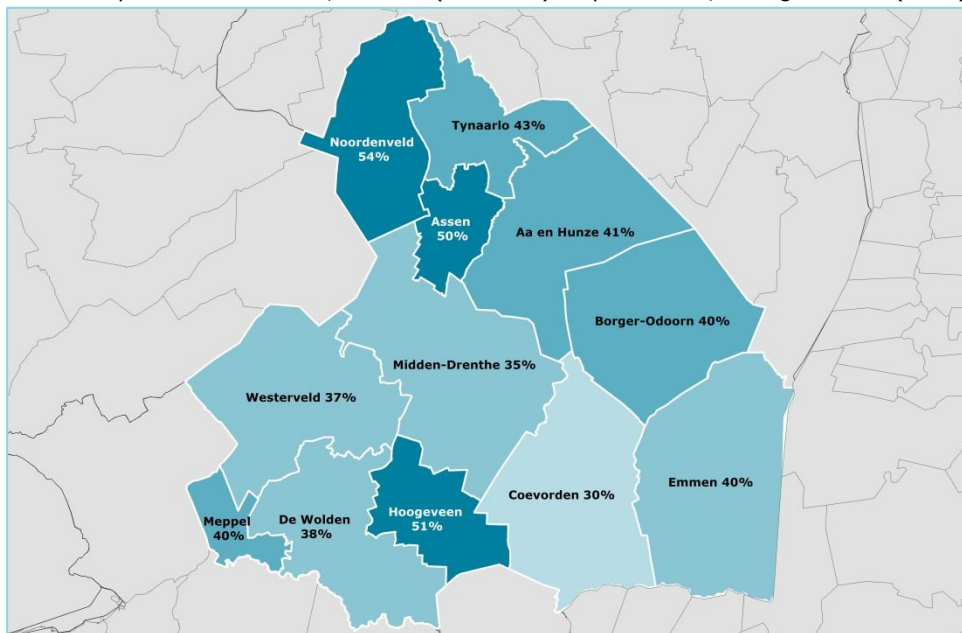 Tynaarlo 43%
Noordenveld
54%
Assen
50%
Aa en Hunze 41%
Borger-Odoorn 40%
Midden-Drenthe 35%
Westerveld 37%
Emmen 40%
Coevorden 30%
Hoogeveen
51%
De Wolden
38%
Meppel
40%